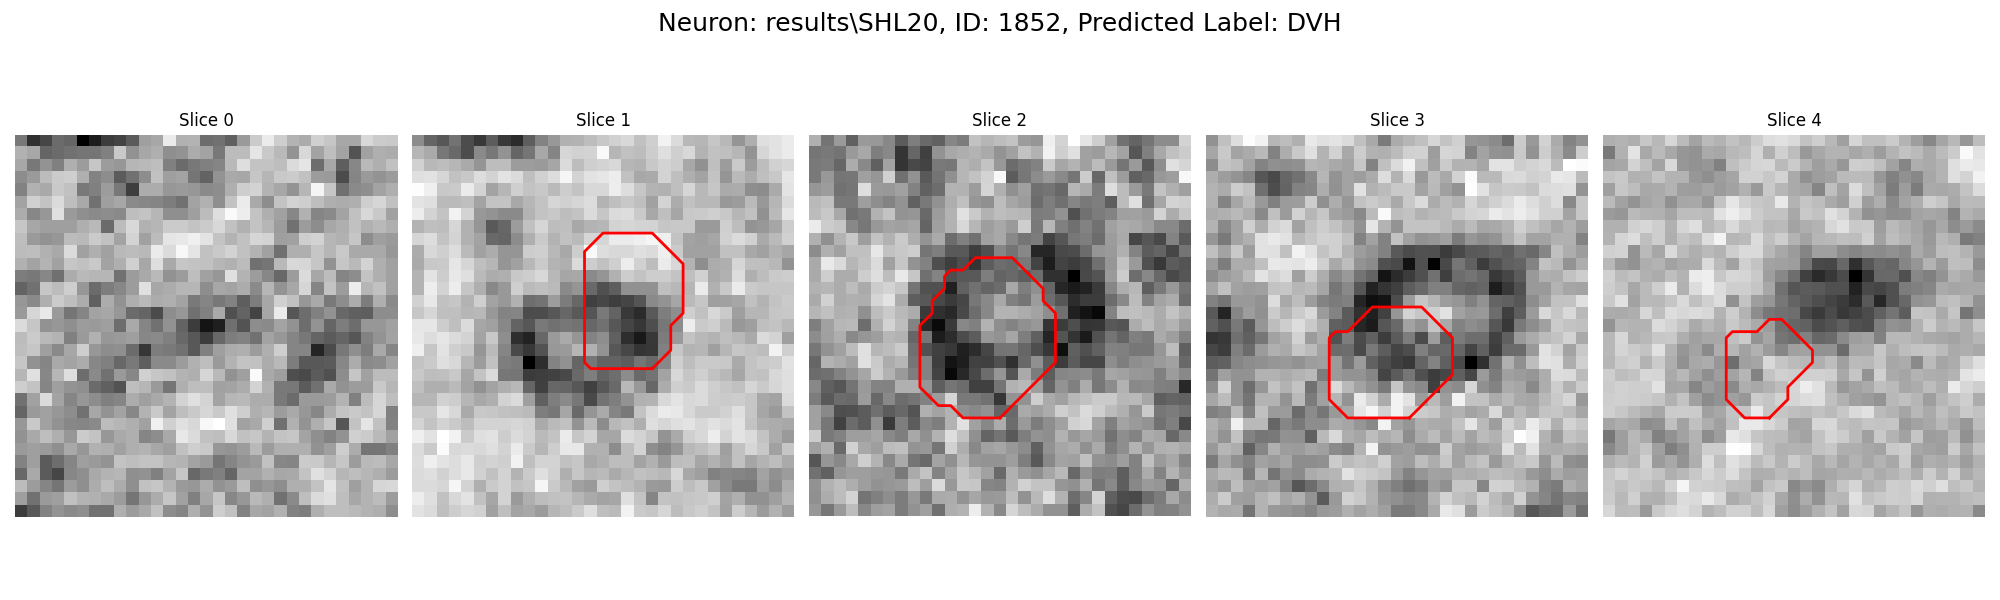 Neuron: results\SHL20, ID: 1852, Predicted Label: DVH
Slice 0
Slice 1
Slice 2
Slice 3
Slice 4